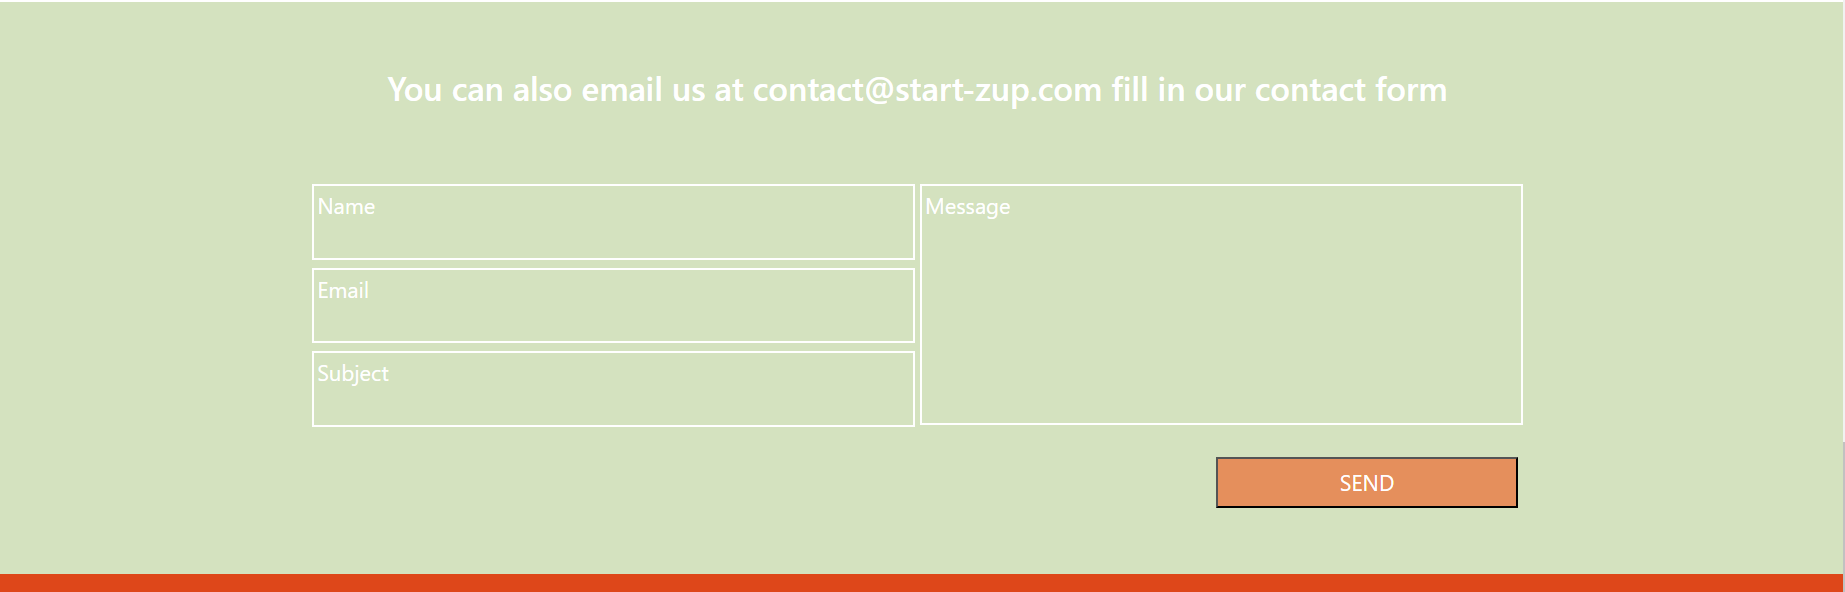 You can also email us at contact@start-zup.com fill in our contact form
Name
Message
Email
Subject
SEND